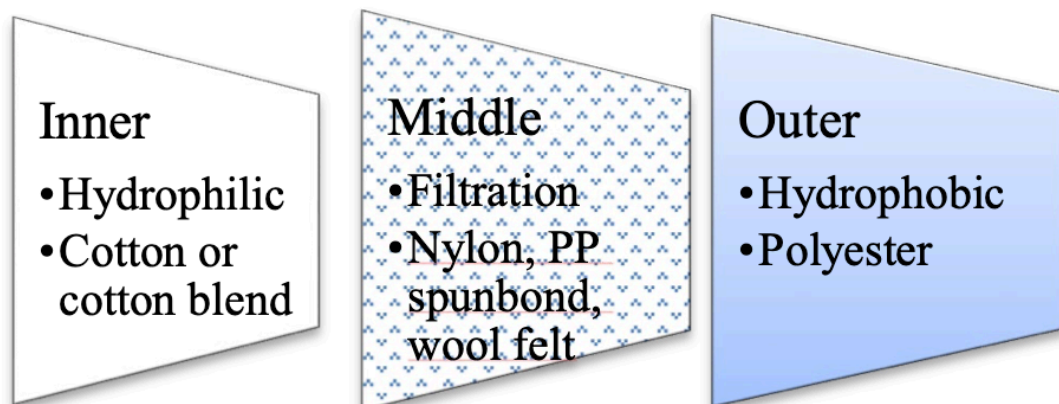 Inner
•Hydrophilic
•Cotton or
cotton blend
Middle
•Filtration
•Nylon, PP
spunbond,
wool felt
Outer
•Hydrophobic
•Polyester